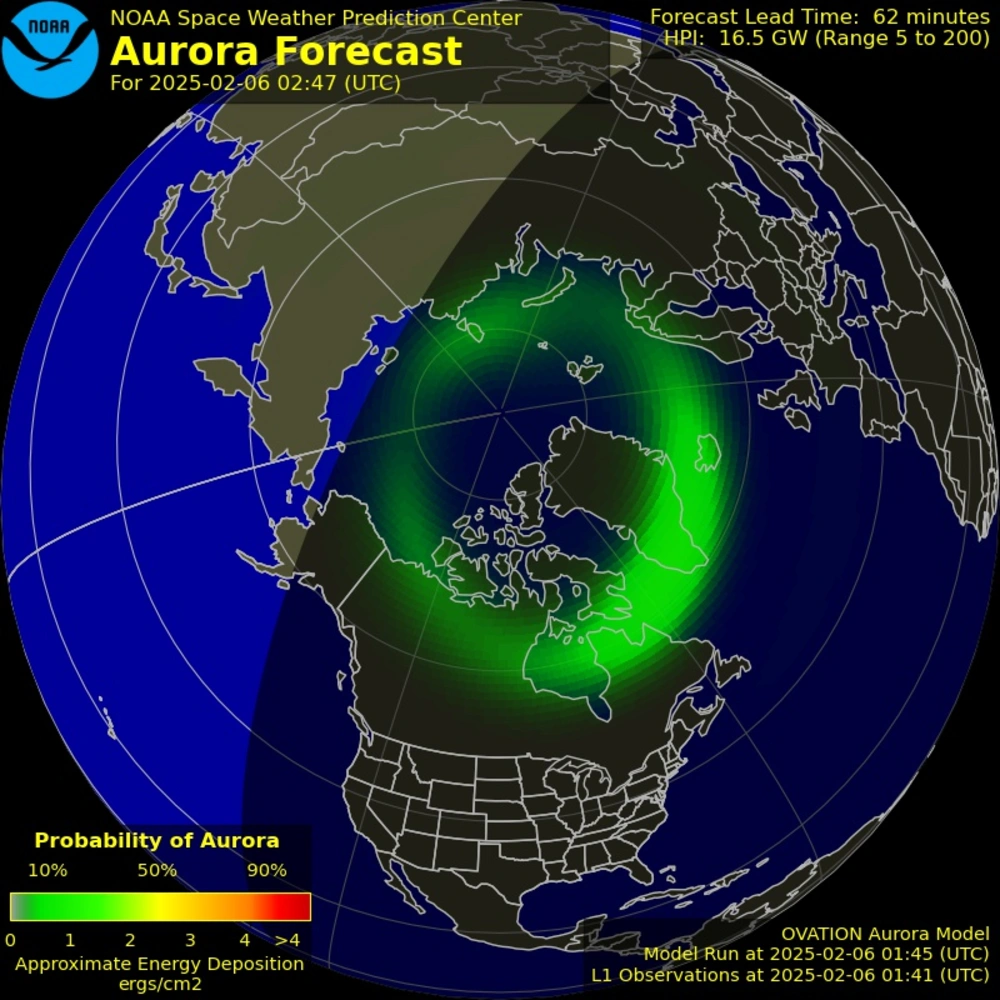 NOAA
NOAA Space Weather Prediction Center
Aurora Forecast
For 2025-02-06 02:47 (UTC)
Forecast Lead Time: 62 minutes
HPI: 16.5 GW (Range 5 to 200)
Probability of Aurora
10% 50% 90%
0 1 2 3 4 >4
Approximate Energy Deposition
ergs/cm2
OVATION Aurora Model
Model Run at 2025-02-06 01:45 (UTC)
L1 Observations at 2025-02-06 01:41 (UTC)